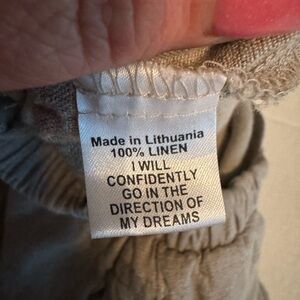 Made in Lithuania
100% LINEN
I WILL
CONFIDENTLY
GO IN THE
DIRECTION OF
MY DREAMS